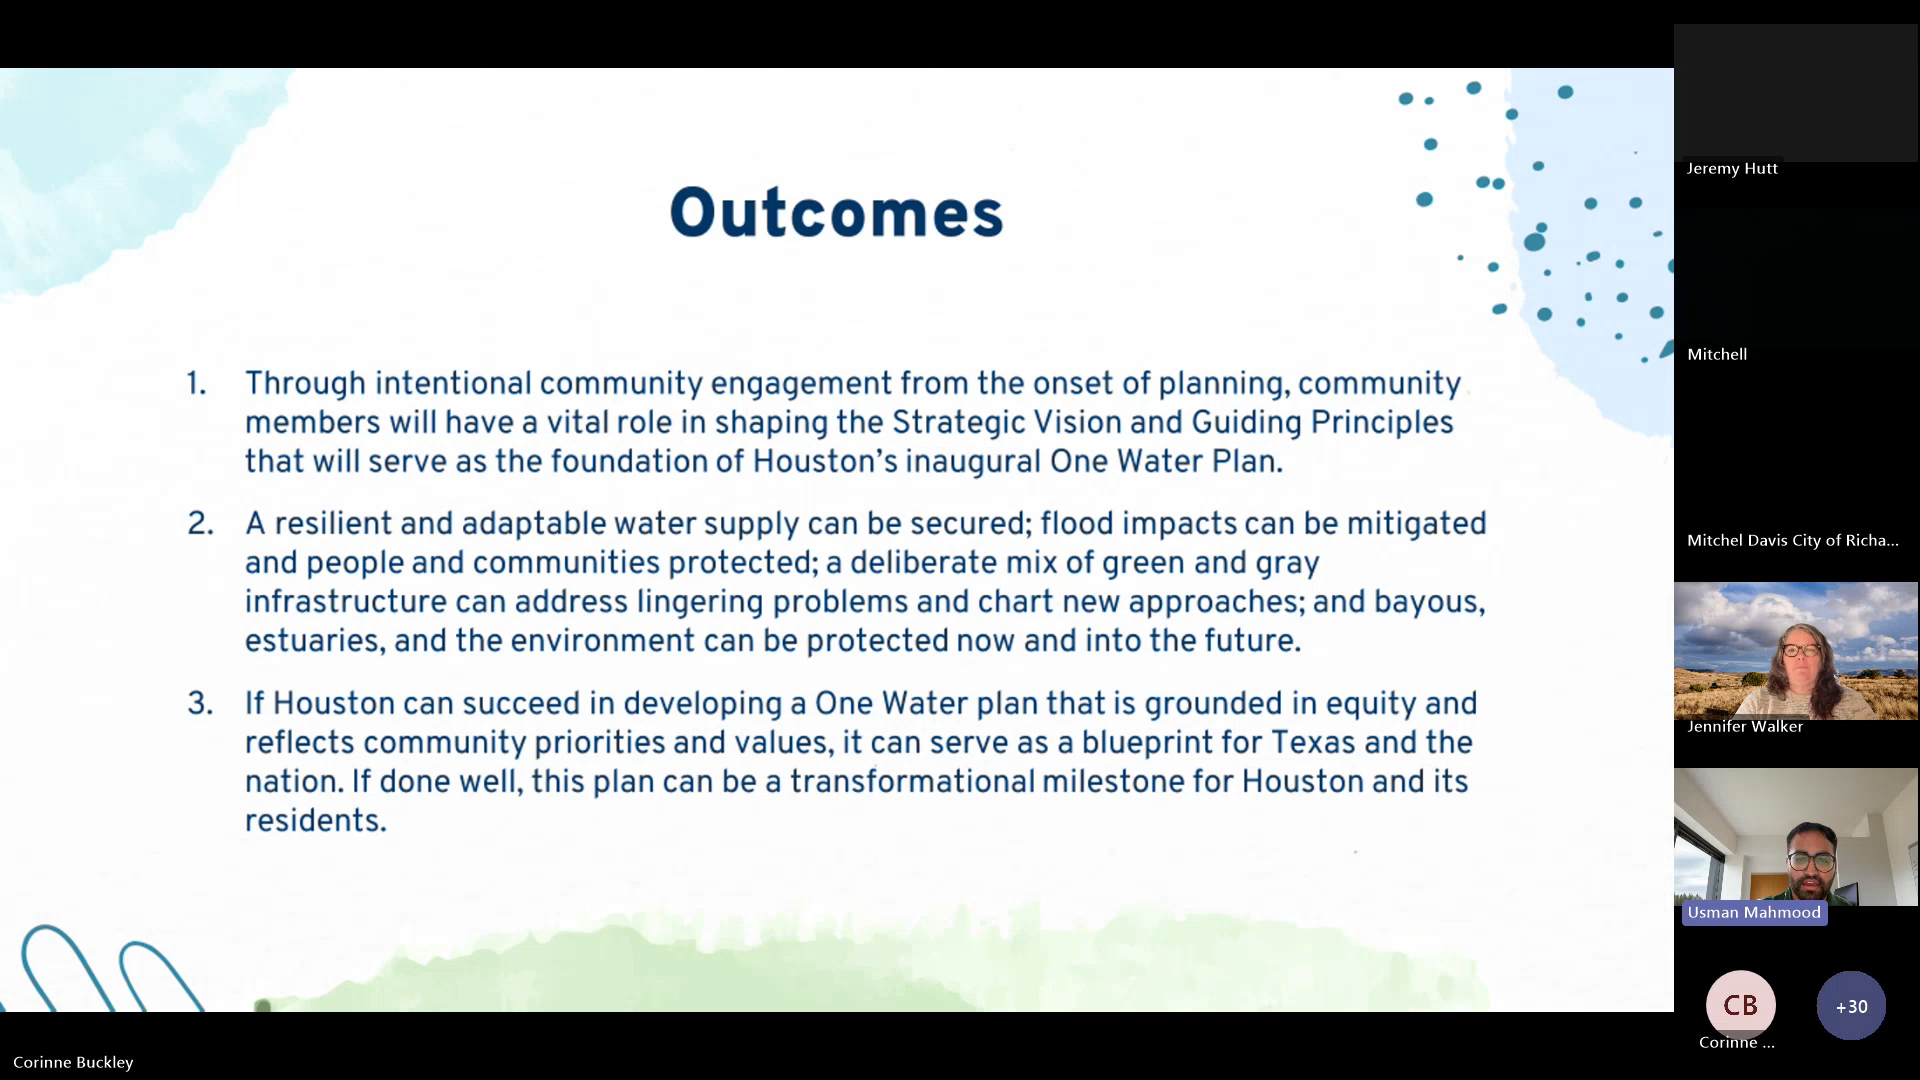 Outcomes
1. Through intentional community engagement from the onset of planning, community
members will have a vital role in shaping the Strategic Vision and Guiding Principles
that will serve as the foundation of Houston’s inaugural One Water Plan.
2. A resilient and adaptable water supply can be secured; flood impacts can be mitigated
and people and communities protected; a deliberate mix of green and gray
infrastructure can address lingering problems and chart new approaches; and bayous,
estuaries, and the environment can be protected now and into the future.
3. If Houston can succeed in developing a One Water plan that is grounded in equity and
reflects community priorities and values, it can serve as a blueprint for Texas and the
nation. If done well, this plan can be a transformational milestone for Houston and its
residents.
Corinne Buckley
Jeremy Hutt
Mitchell
Mitchel Davis City of Richa...
Jennifer Walker
Usman Mahmood
CB
+30
Corinne ...